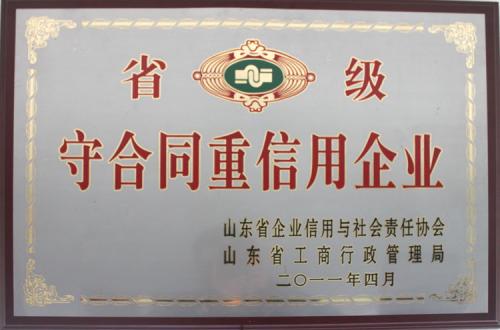 省级
守合同重信用企业
山东省企业信用与社会责任协会
山东省工商行政管理局
二〇一一年四月